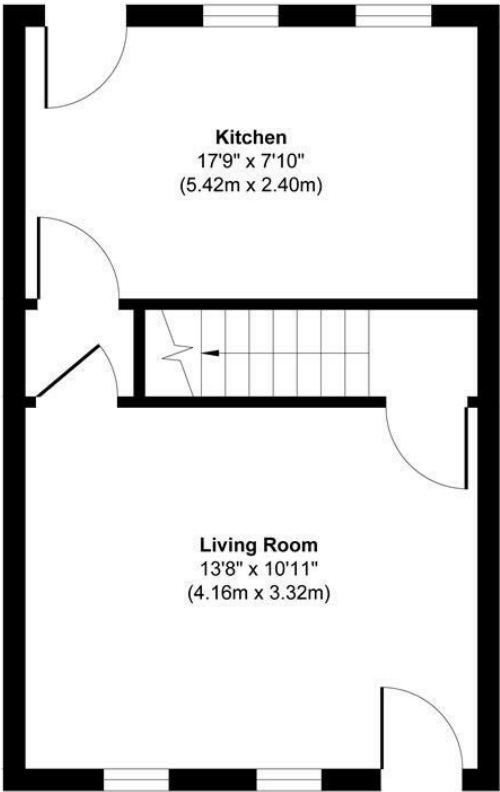 Kitchen
17'9" x 7'10"
(5.42m x 2.40m)
Living Room
13'8" x 10'11"
(4.16m x 3.32m)